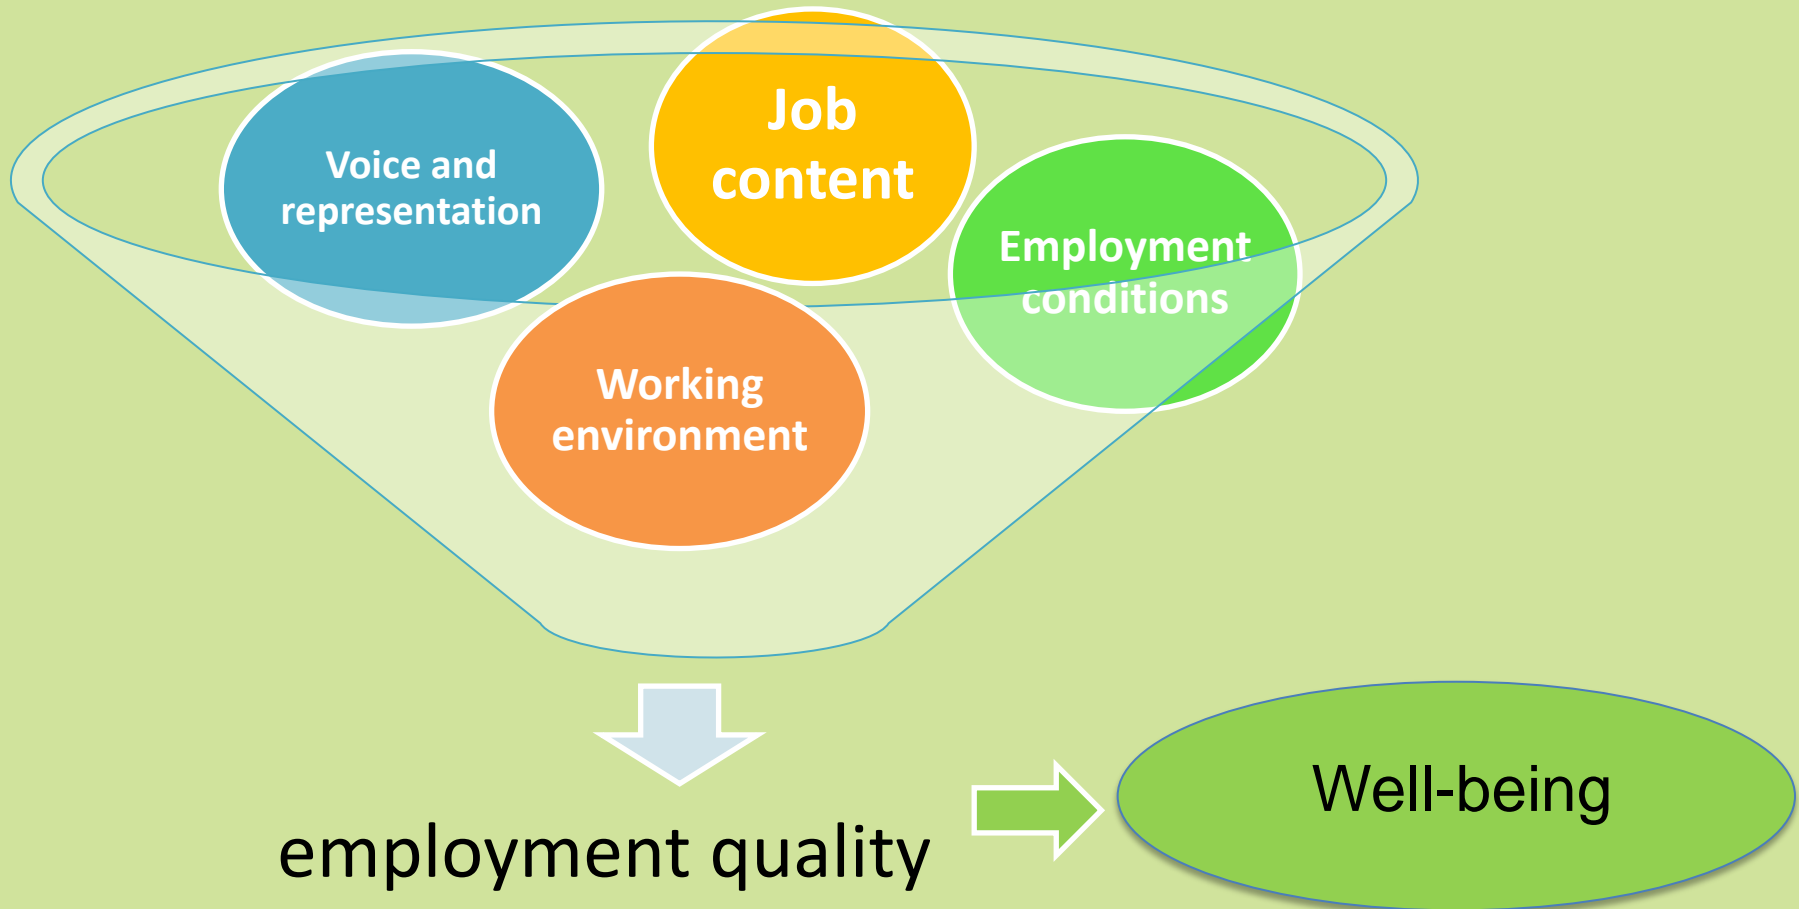 Job
content
Voice and
representation
Employment
conditions
Working
environment
employment quality
Well-being